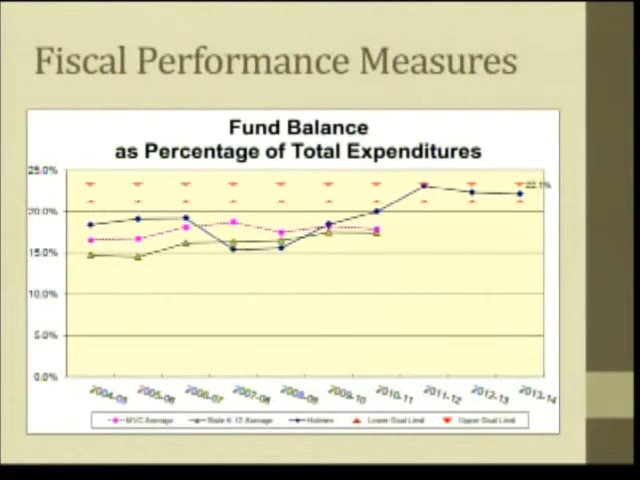 Fiscal Performance Measures
Fund Balance
as Percentage of Total Expenditures
25.0%
22.1%
20.0%
15.0%
10.0%
5.0%
0.0%
2004-05 2005-06 2006-07 2007-08 2008-09 2009-10 2010-11 2011-12 2012-13 2013-14
MVC Average State K-12 Average Holmen Lower Goal Limit Upper Goal Limit